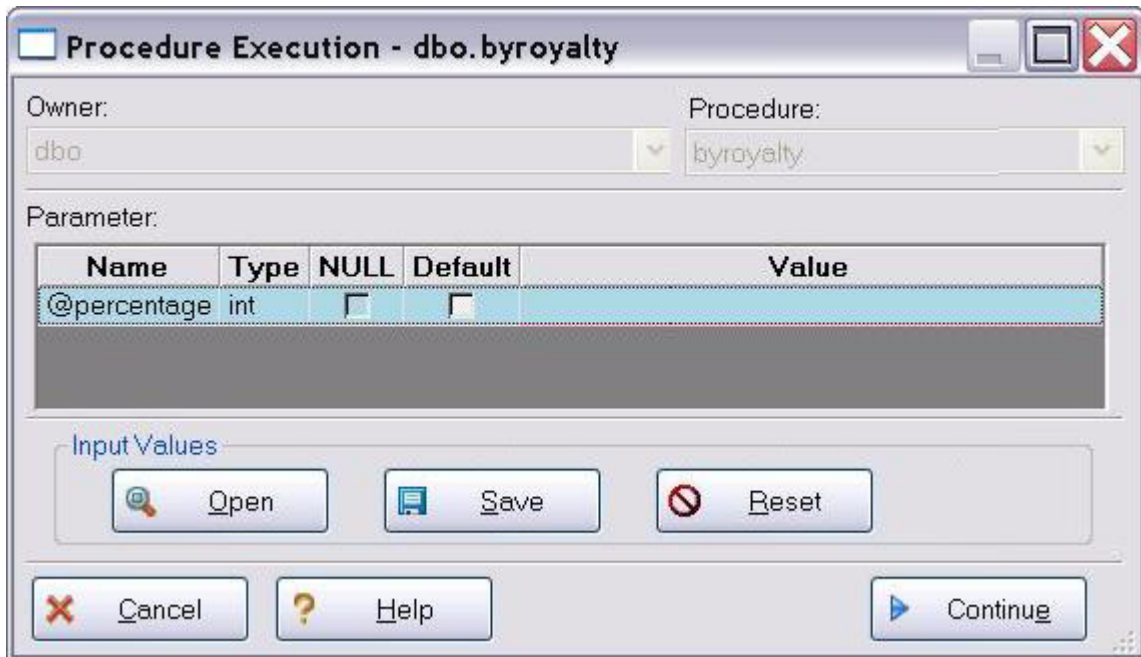 Procedure Execution - dbo.byroyalty
Owner: Procedure:
dbo byroyalty
Parameter:
Name Type NULL Default Value
@percentage int
Input Values
Open Save Reset
Cancel ? Help Continue